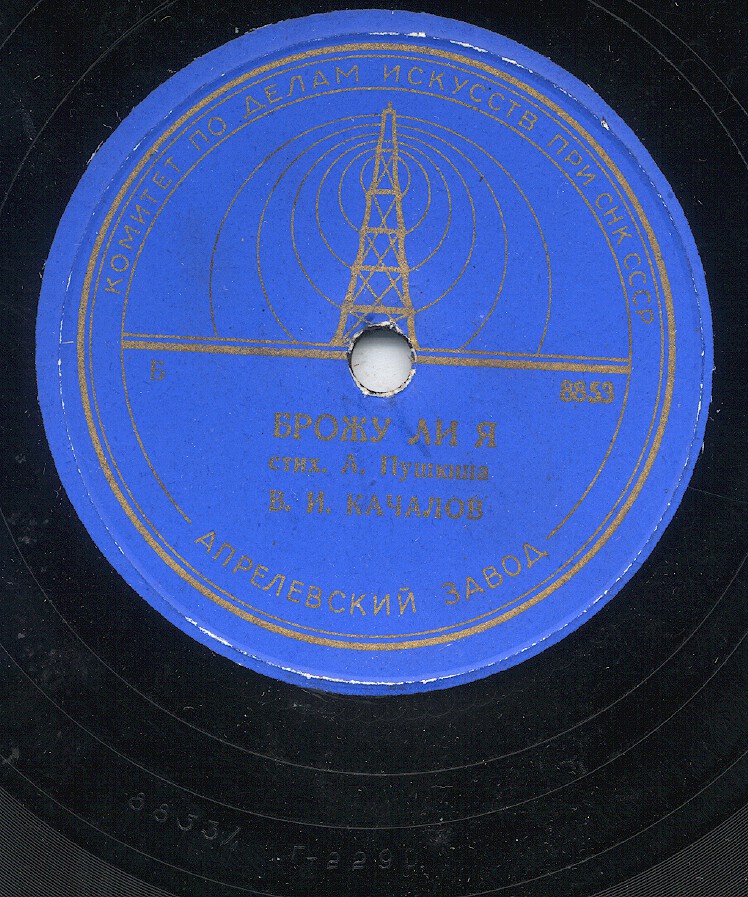 КОМИТЕТ ПО ДЕЛАМ ИСКУССТВ ПРИ СНК СССР
Б
8853
БРОЖУ ЛИ Я
стих. А. Пушкина
В. И. КАЧАЛОВ
АПРЕЛЕВСКИЙ ЗАВОД